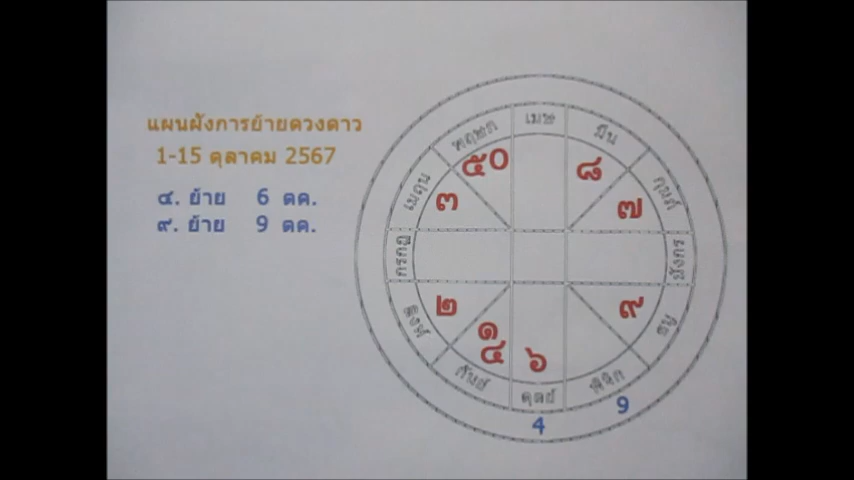 แผนผังการย้ายดวงดาว
1-15 ตุลาคม 2567
๔. ย้าย 6 ตค.
๙. ย้าย 9 ตค.
เมษ
พฤษภ
มีน
เมถุน
กุมภ์
กรกฎ
มังกร
สิงห์
ธนู
กันย์
พิจิก
ตุลย์
๕๐
๘
๓
๗
๒
๙
๑
๔
๖
9
4